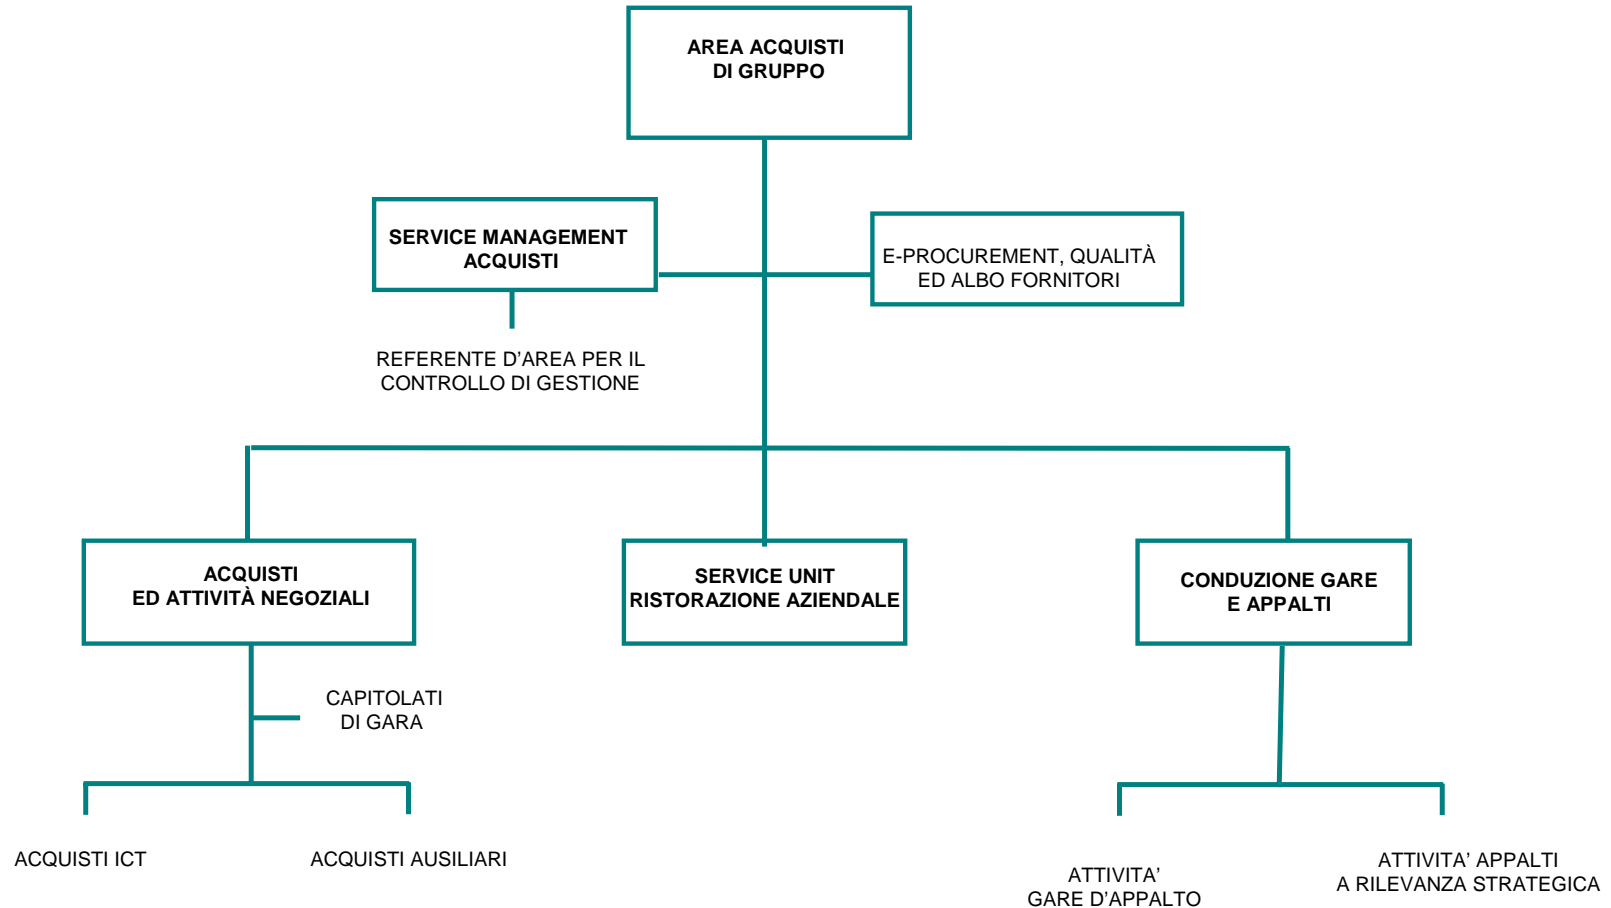 AREA ACQUISTI
DI GRUPPO
SERVICE MANAGEMENT
ACQUISTI
E-PROCUREMENT, QUALITÀ
ED ALBO FORNITORI
REFERENTE D’AREA PER IL
CONTROLLO DI GESTIONE
ACQUISTI
ED ATTIVITÀ NEGOZIALI
SERVICE UNIT
RISTORAZIONE AZIENDALE
CONDUZIONE GARE
E APPALTI
CAPITOLATI
DI GARA
ACQUISTI ICT
ACQUISTI AUSILIARI
ATTIVITA’
GARE D’APPALTO
ATTIVITA’ APPALTI
A RILEVANZA STRATEGICA